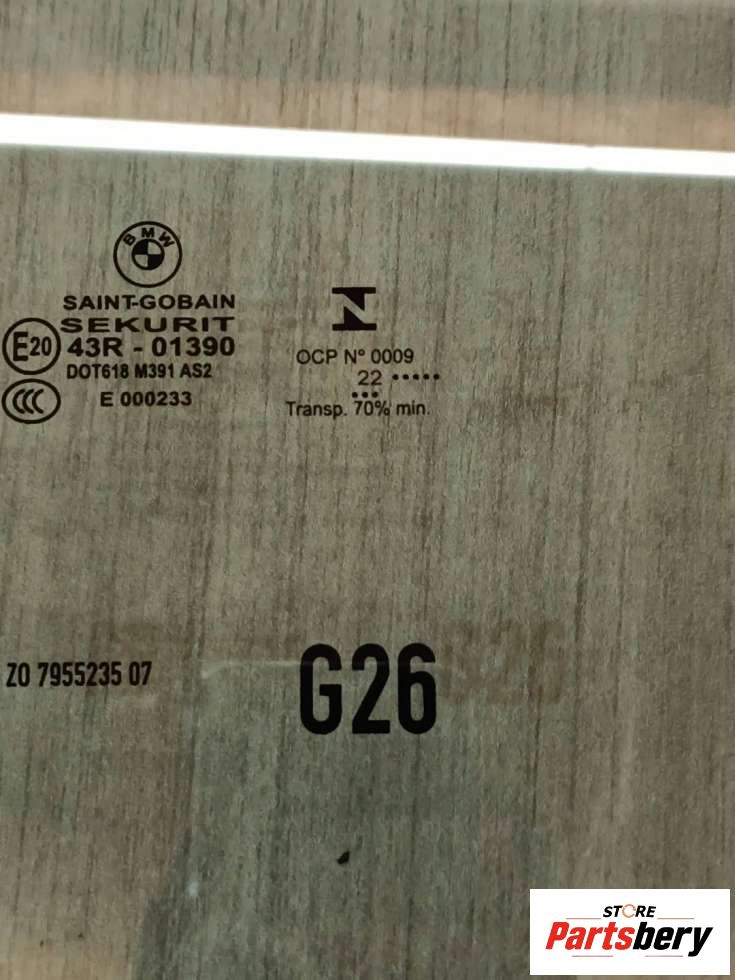 BMW
SAINT-GOBAIN
SEKURIT
E20 43R - 01390
DOT618 M391 AS2
CCC E 000233
OCP N° 0009
22 •••••
•••
Transp. 70% min.
Z0 7955235 07
G26
STORE
Partsbery